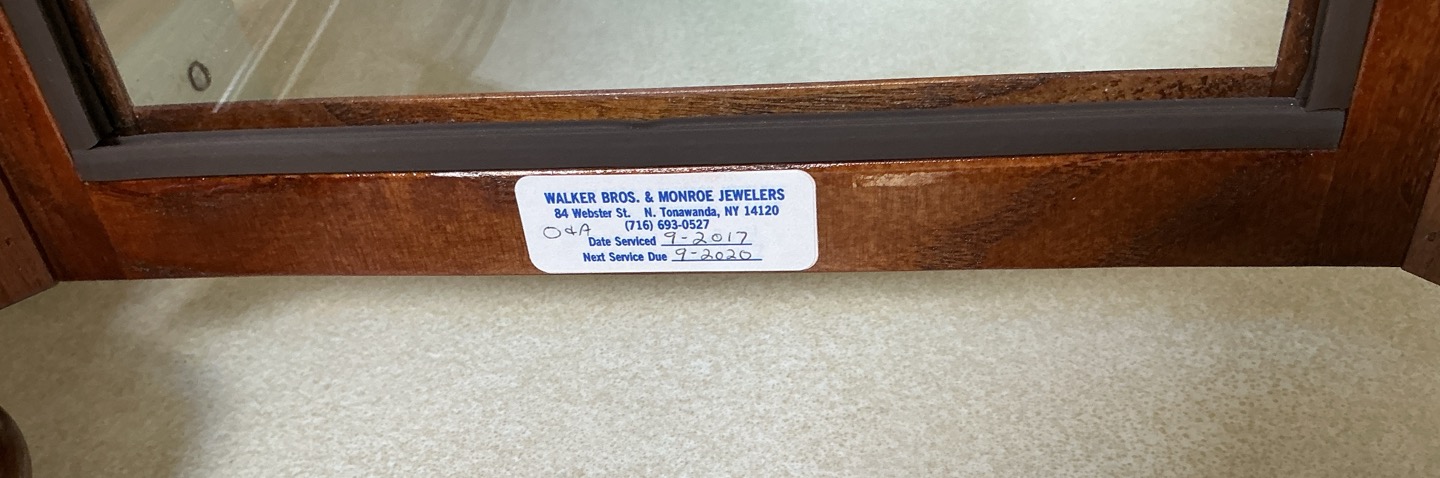 WALKER BROS. & MONROE JEWELERS
84 Webster St. N. Tonawanda, NY 14120
(716) 693-0527
O & A
Date Serviced 9-2017
Next Service Due 9-2020